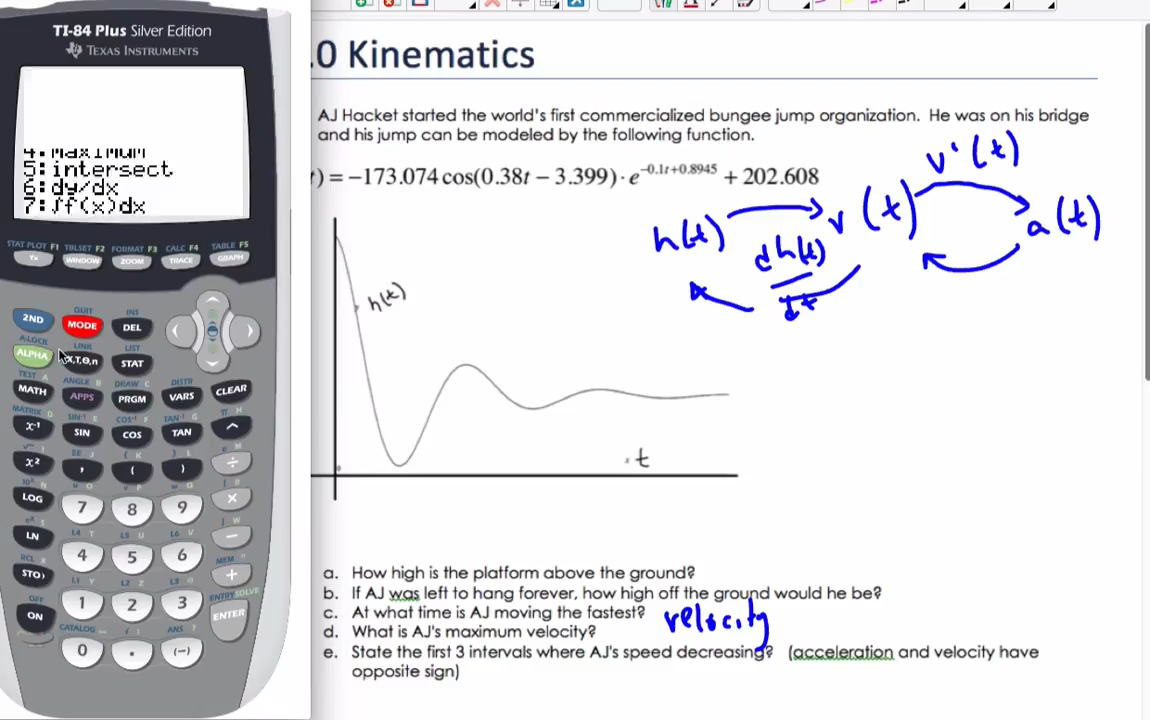 TI-84 Plus Silver Edition
TEXAS INSTRUMENTS
4:maximum
5:intersect
6:dy/dx
7:∫f(x)dx
STAT PLOT F1 TBLSET F2 FORMAT F3 CALC F4 TABLE F5
Y= WINDOW ZOOM TRACE GRAPH
QUIT INS
2ND MODE DEL
A-LOCK LINK LIST
ALPHA X,T,Θ,n STAT
TEST A ANGLE B DRAW C DISTR
MATH APPS PRGM VARS CLEAR
MATRIX D SIN⁻¹ E COS⁻¹ F TAN⁻¹ G π H
x⁻¹ SIN COS TAN ^
EE J { K } L e M
x² , ( ) ÷
10ˣ N u O v P w Q [ R
LOG 7 8 9 ×
L4 T L5 U L6 V ] W
LN 4 5 6 −
RCL X L1 Y L2 Z L3 θ MEM "
STO› 1 2 3 +
OFF CATALOG i ANS ? ENTRY SOLVE
ON 0 . (−) ENTER
.0 Kinematics
AJ Hacket started the world's first commercialized bungee jump organization. He was on his bridge
and his jump can be modeled by the following function.
t) = −173.074 cos(0.38t − 3.399) · e^−0.1t+0.8945 + 202.608
v'(t)
h(t) v(t) a(t)
dh(t)
dt
h(t)
t
a. How high is the platform above the ground?
b. If AJ was left to hang forever, how high off the ground would he be?
c. At what time is AJ moving the fastest? velocity
d. What is AJ's maximum velocity?
e. State the first 3 intervals where AJ's speed decreasing? (acceleration and velocity have
opposite sign)